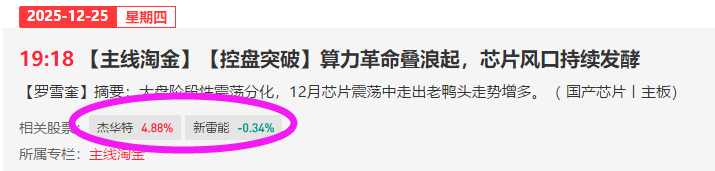 2025-12-25 星期四
19:18 【主线淘金】【控盘突破】算力革命叠浪起，芯片风口持续发酵
【罗雪奎】摘要：大盘阶段性震荡分化，12月芯片震荡中走出老鸭头走势增多。（ 国产芯片丨主板）
相关股票: 杰华特 4.88% 新雷能 -0.34%
所属专栏: 主线淘金